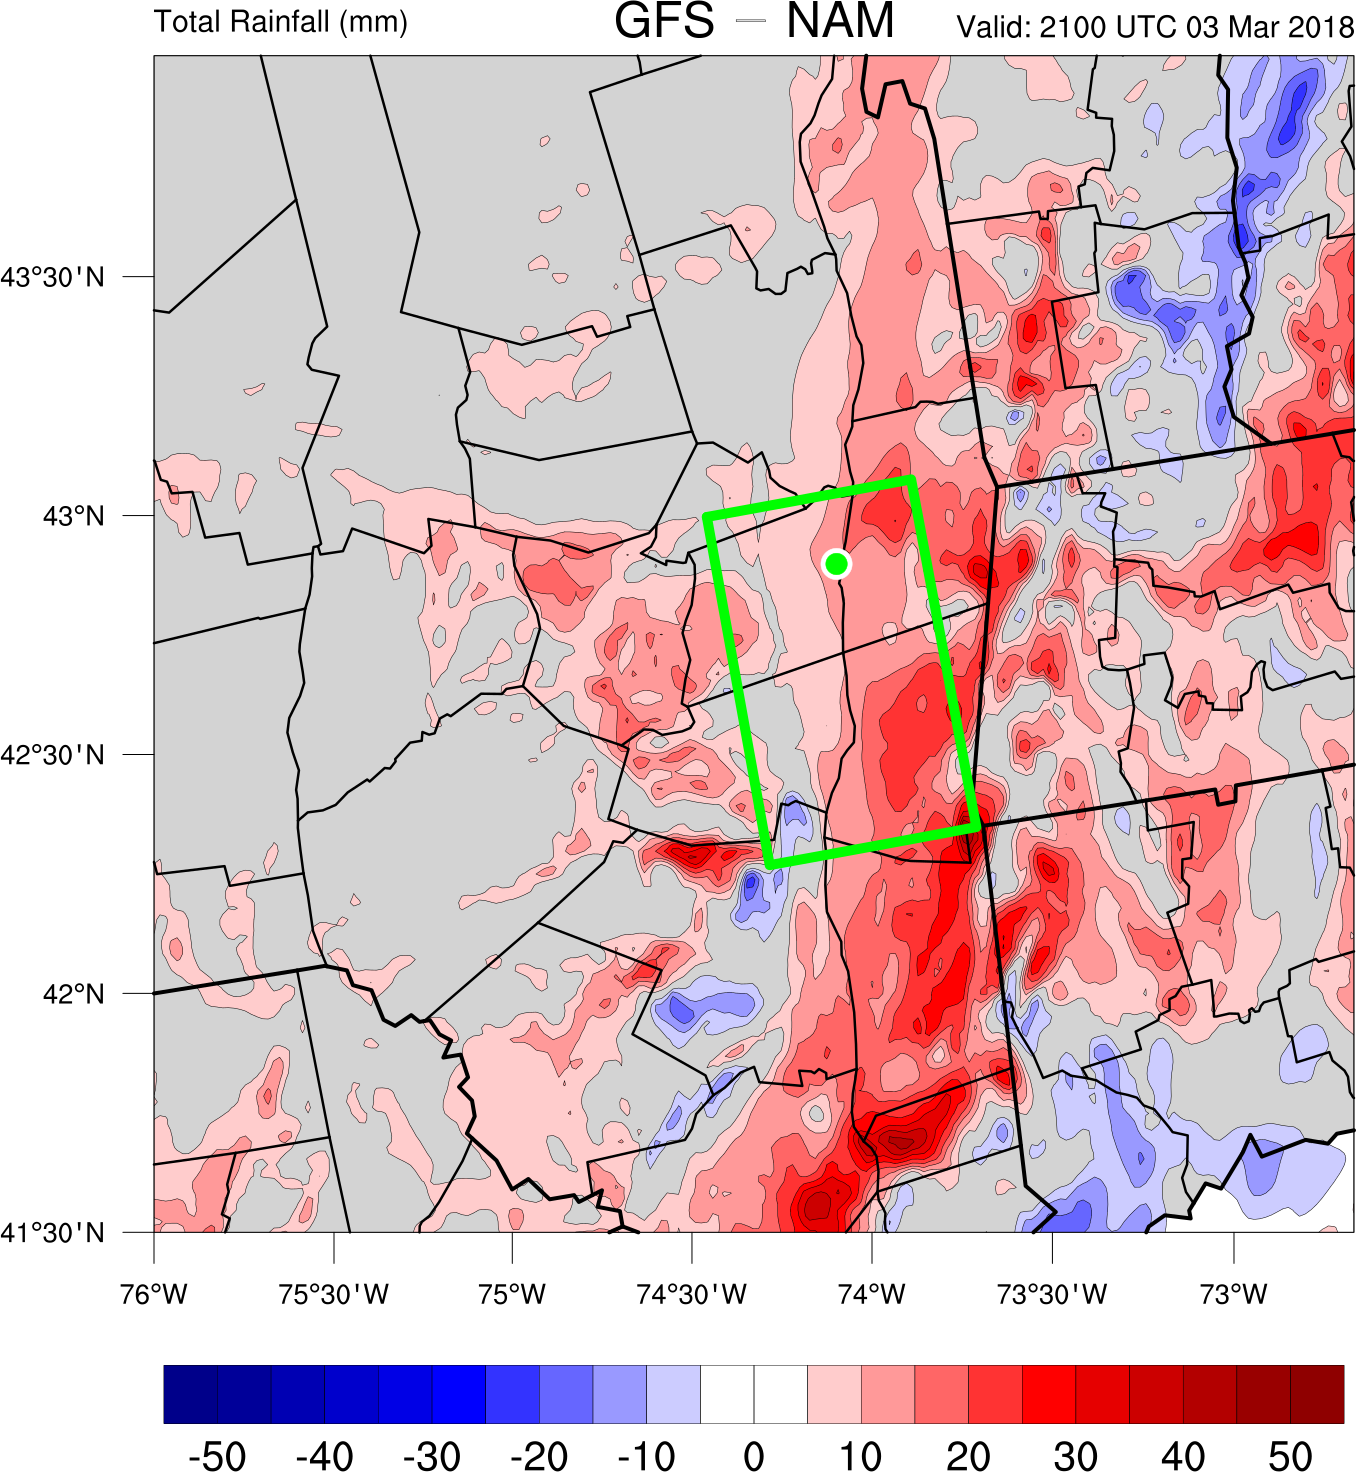 Total Rainfall (mm) GFS — NAM Valid: 2100 UTC 03 Mar 2018
43°30'N
43°N
42°30'N
42°N
41°30'N
76°W 75°30'W 75°W 74°30'W 74°W 73°30'W 73°W
-50 -40 -30 -20 -10 0 10 20 30 40 50